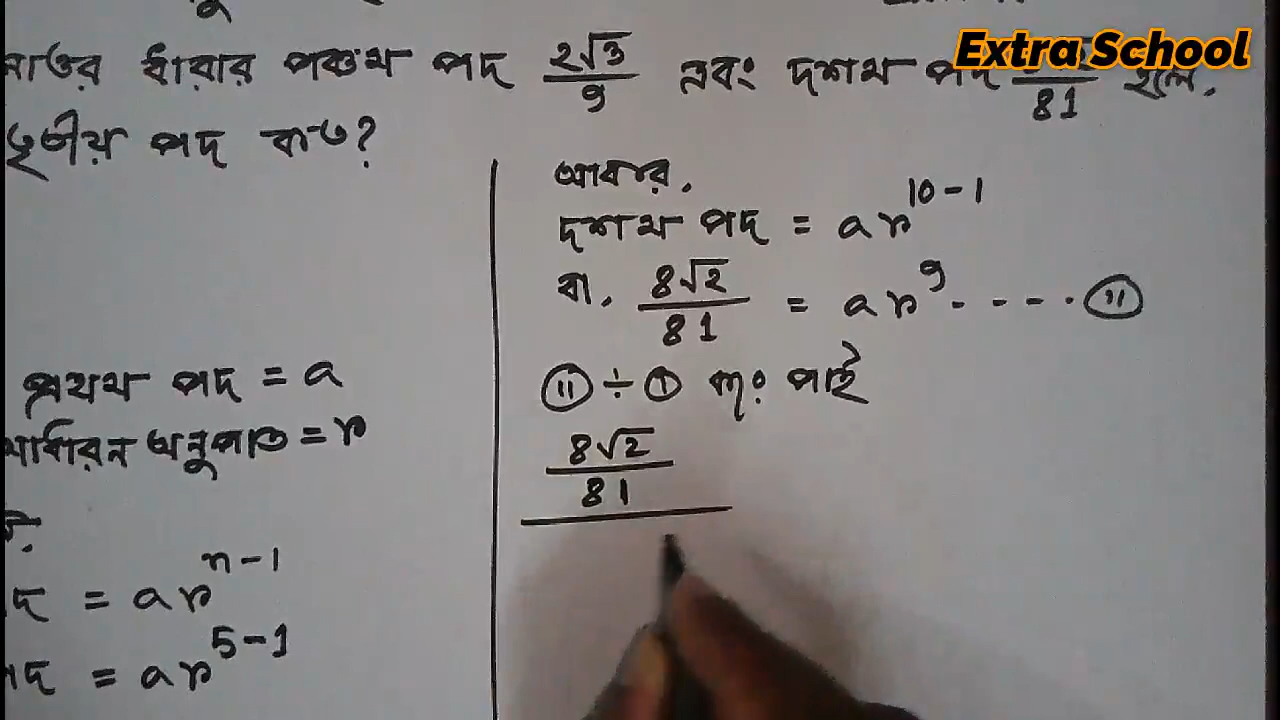 Extra School
ধারার পঞ্চম পদ 2√3/9 এবং দশম পদ 8√2/81 হলে,
তৃতীয় পদ কত?
প্রথম পদ = a
অনুপাত = r
= ar^(n-1)
= ar^(5-1)
আবার,
দশম পদ = ar^(10-1)
বা, 8√2/81 = ar^9 - - - - (ii)
(ii) ÷ (i) নং পাই
8√2/81